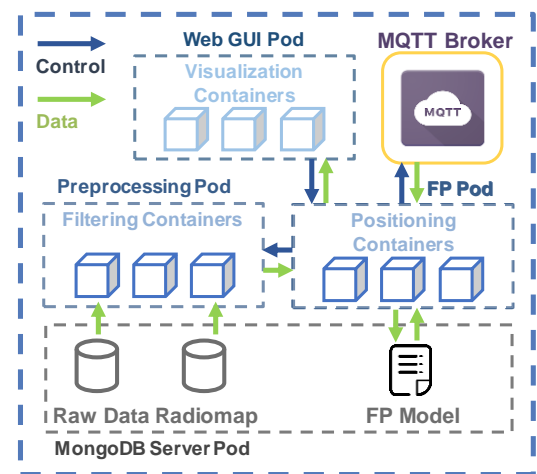 Web GUI Pod
MQTT Broker
Control
Visualization
Containers
Data
MQTT
Preprocessing Pod
FP Pod
Filtering Containers
Positioning
Containers
Raw Data Radiomap
FP Model
MongoDB Server Pod